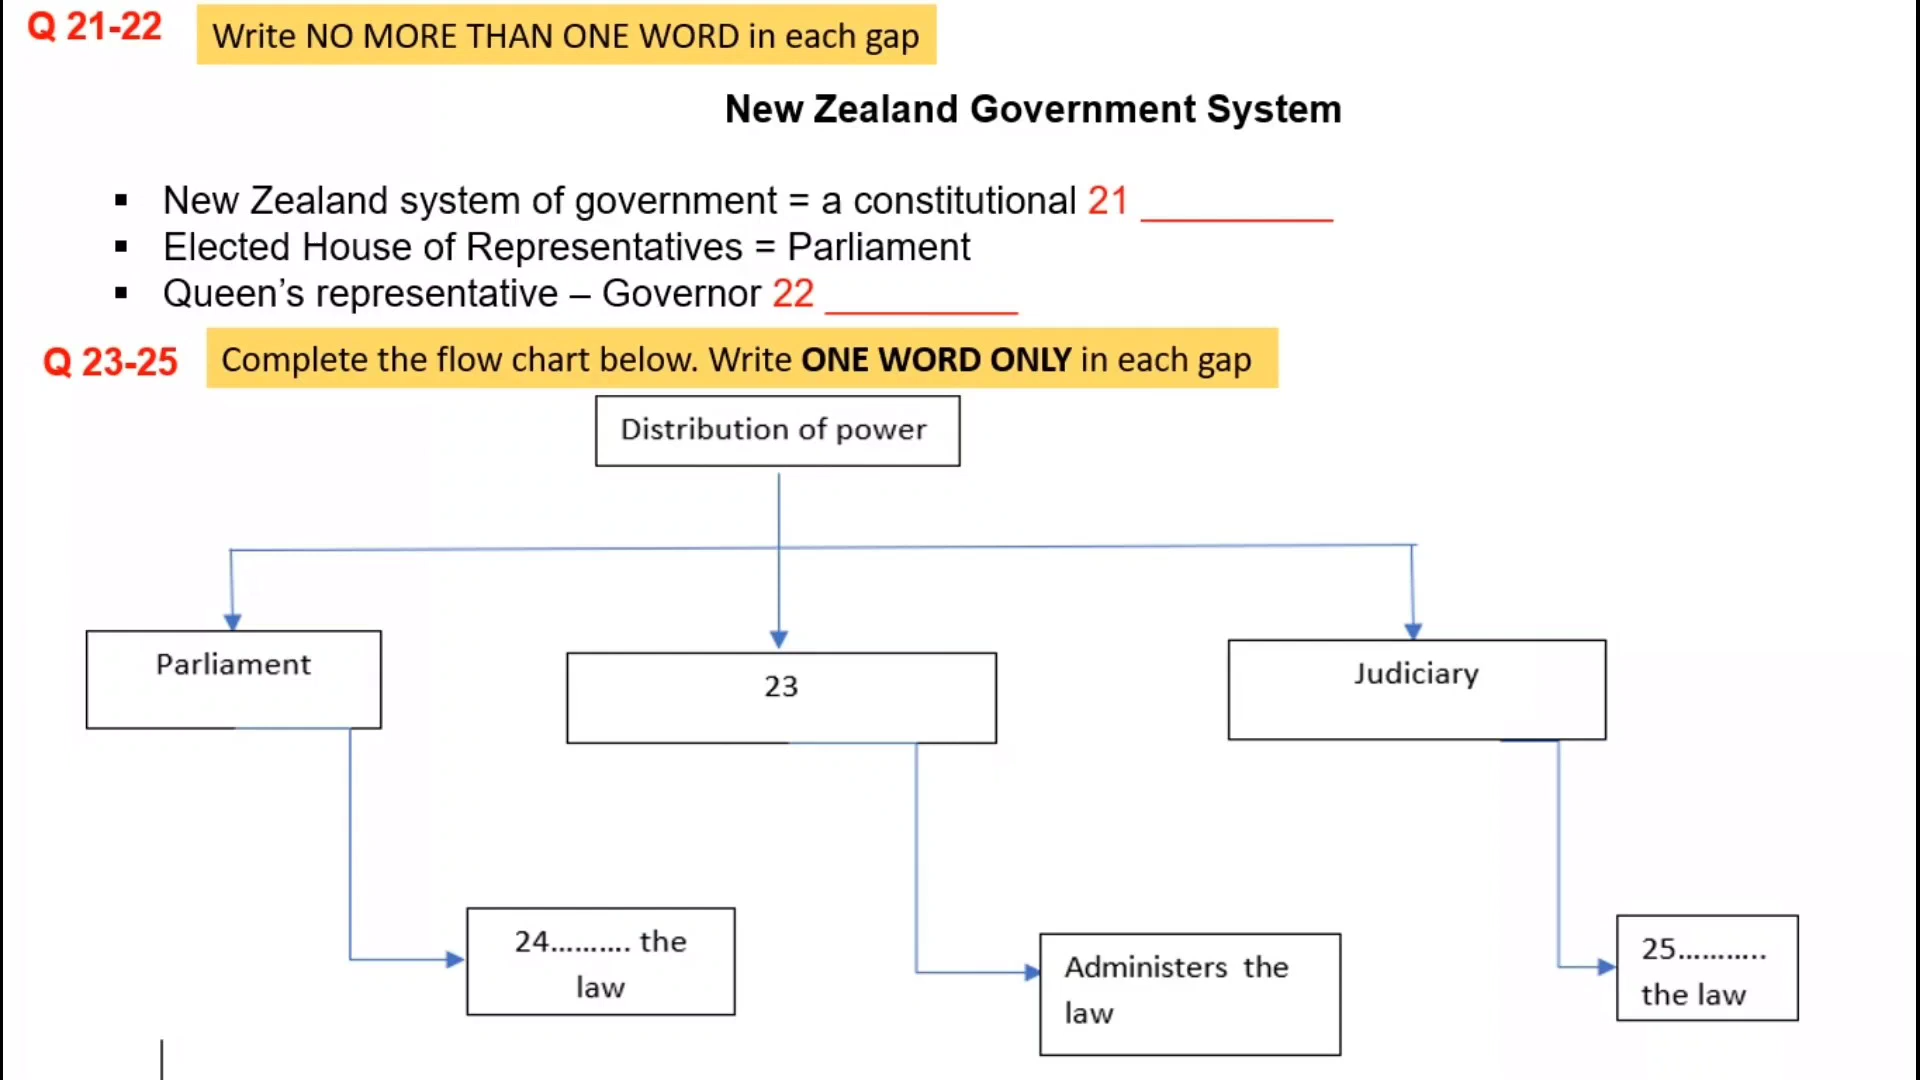 Q 21-22
Write NO MORE THAN ONE WORD in each gap
New Zealand Government System
▪ New Zealand system of government = a constitutional 21 __________
▪ Elected House of Representatives = Parliament
▪ Queen’s representative – Governor 22 __________
Q 23-25
Complete the flow chart below. Write ONE WORD ONLY in each gap
Distribution of power
Parliament
23
Judiciary
24.......... the
law
Administers the
law
25...........
the law